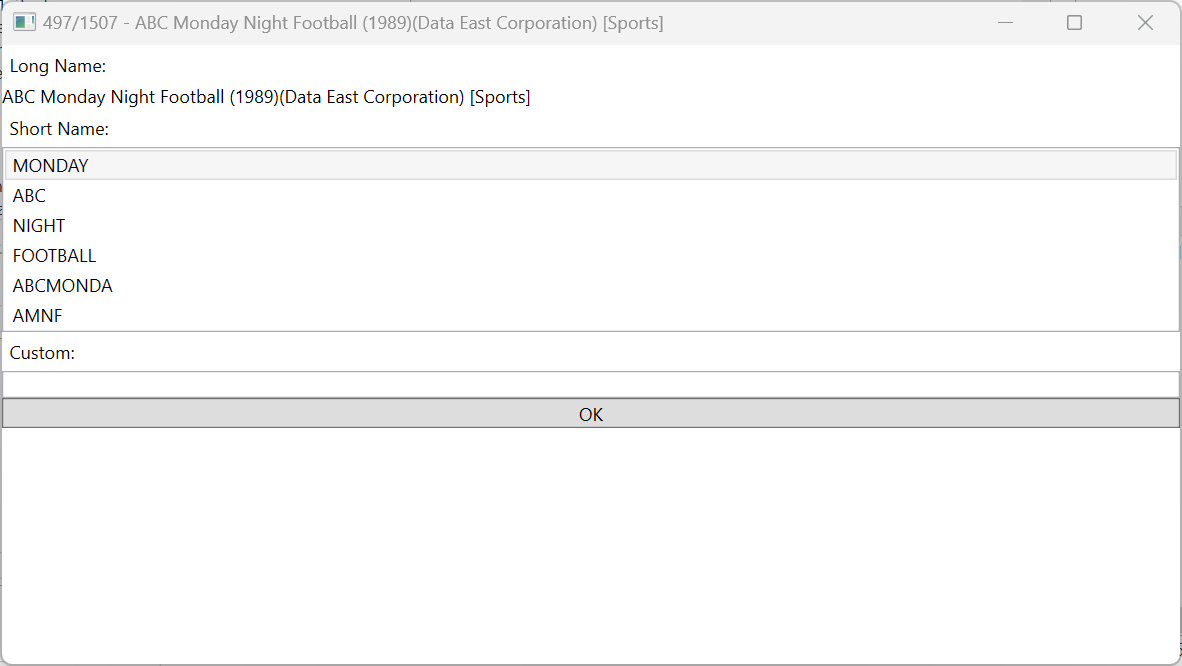 497/1507 - ABC Monday Night Football (1989)(Data East Corporation) [Sports]
Long Name:
ABC Monday Night Football (1989)(Data East Corporation) [Sports]
Short Name:
MONDAY
ABC
NIGHT
FOOTBALL
ABCMONDA
AMNF
Custom:
OK